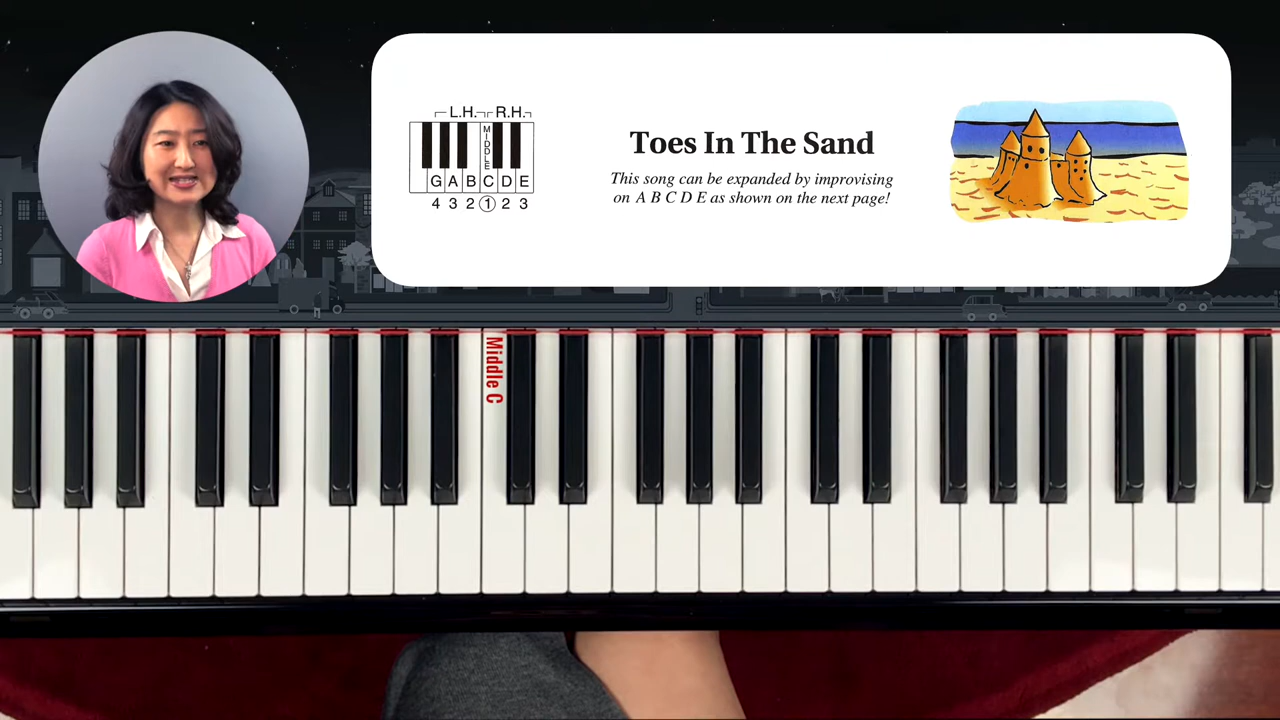 L.H. R.H.
MIDDLE
G A B C D E
4 3 2 1 2 3
Toes In The Sand
This song can be expanded by improvising
on A B C D E as shown on the next page!
Middle C